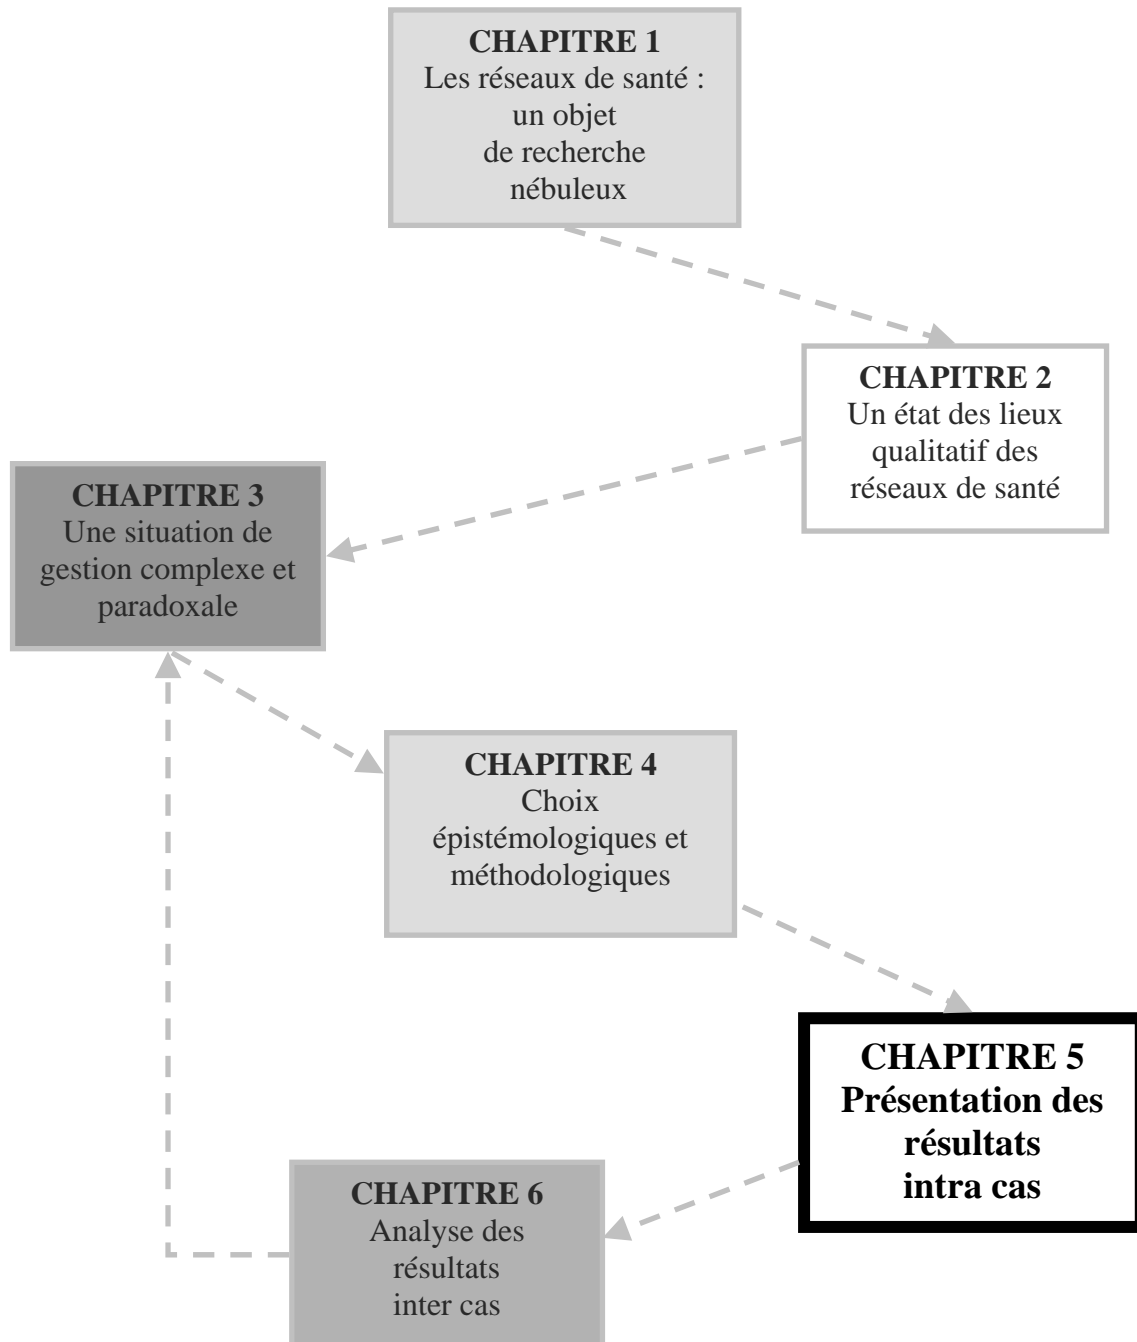 CHAPITRE 1
Les réseaux de santé :
un objet
de recherche
nébuleux
CHAPITRE 2
Un état des lieux
qualitatif des
réseaux de santé
CHAPITRE 3
Une situation de
gestion complexe et
paradoxale
CHAPITRE 4
Choix
épistémologiques et
méthodologiques
CHAPITRE 5
Présentation des
résultats
intra cas
CHAPITRE 6
Analyse des
résultats
inter cas